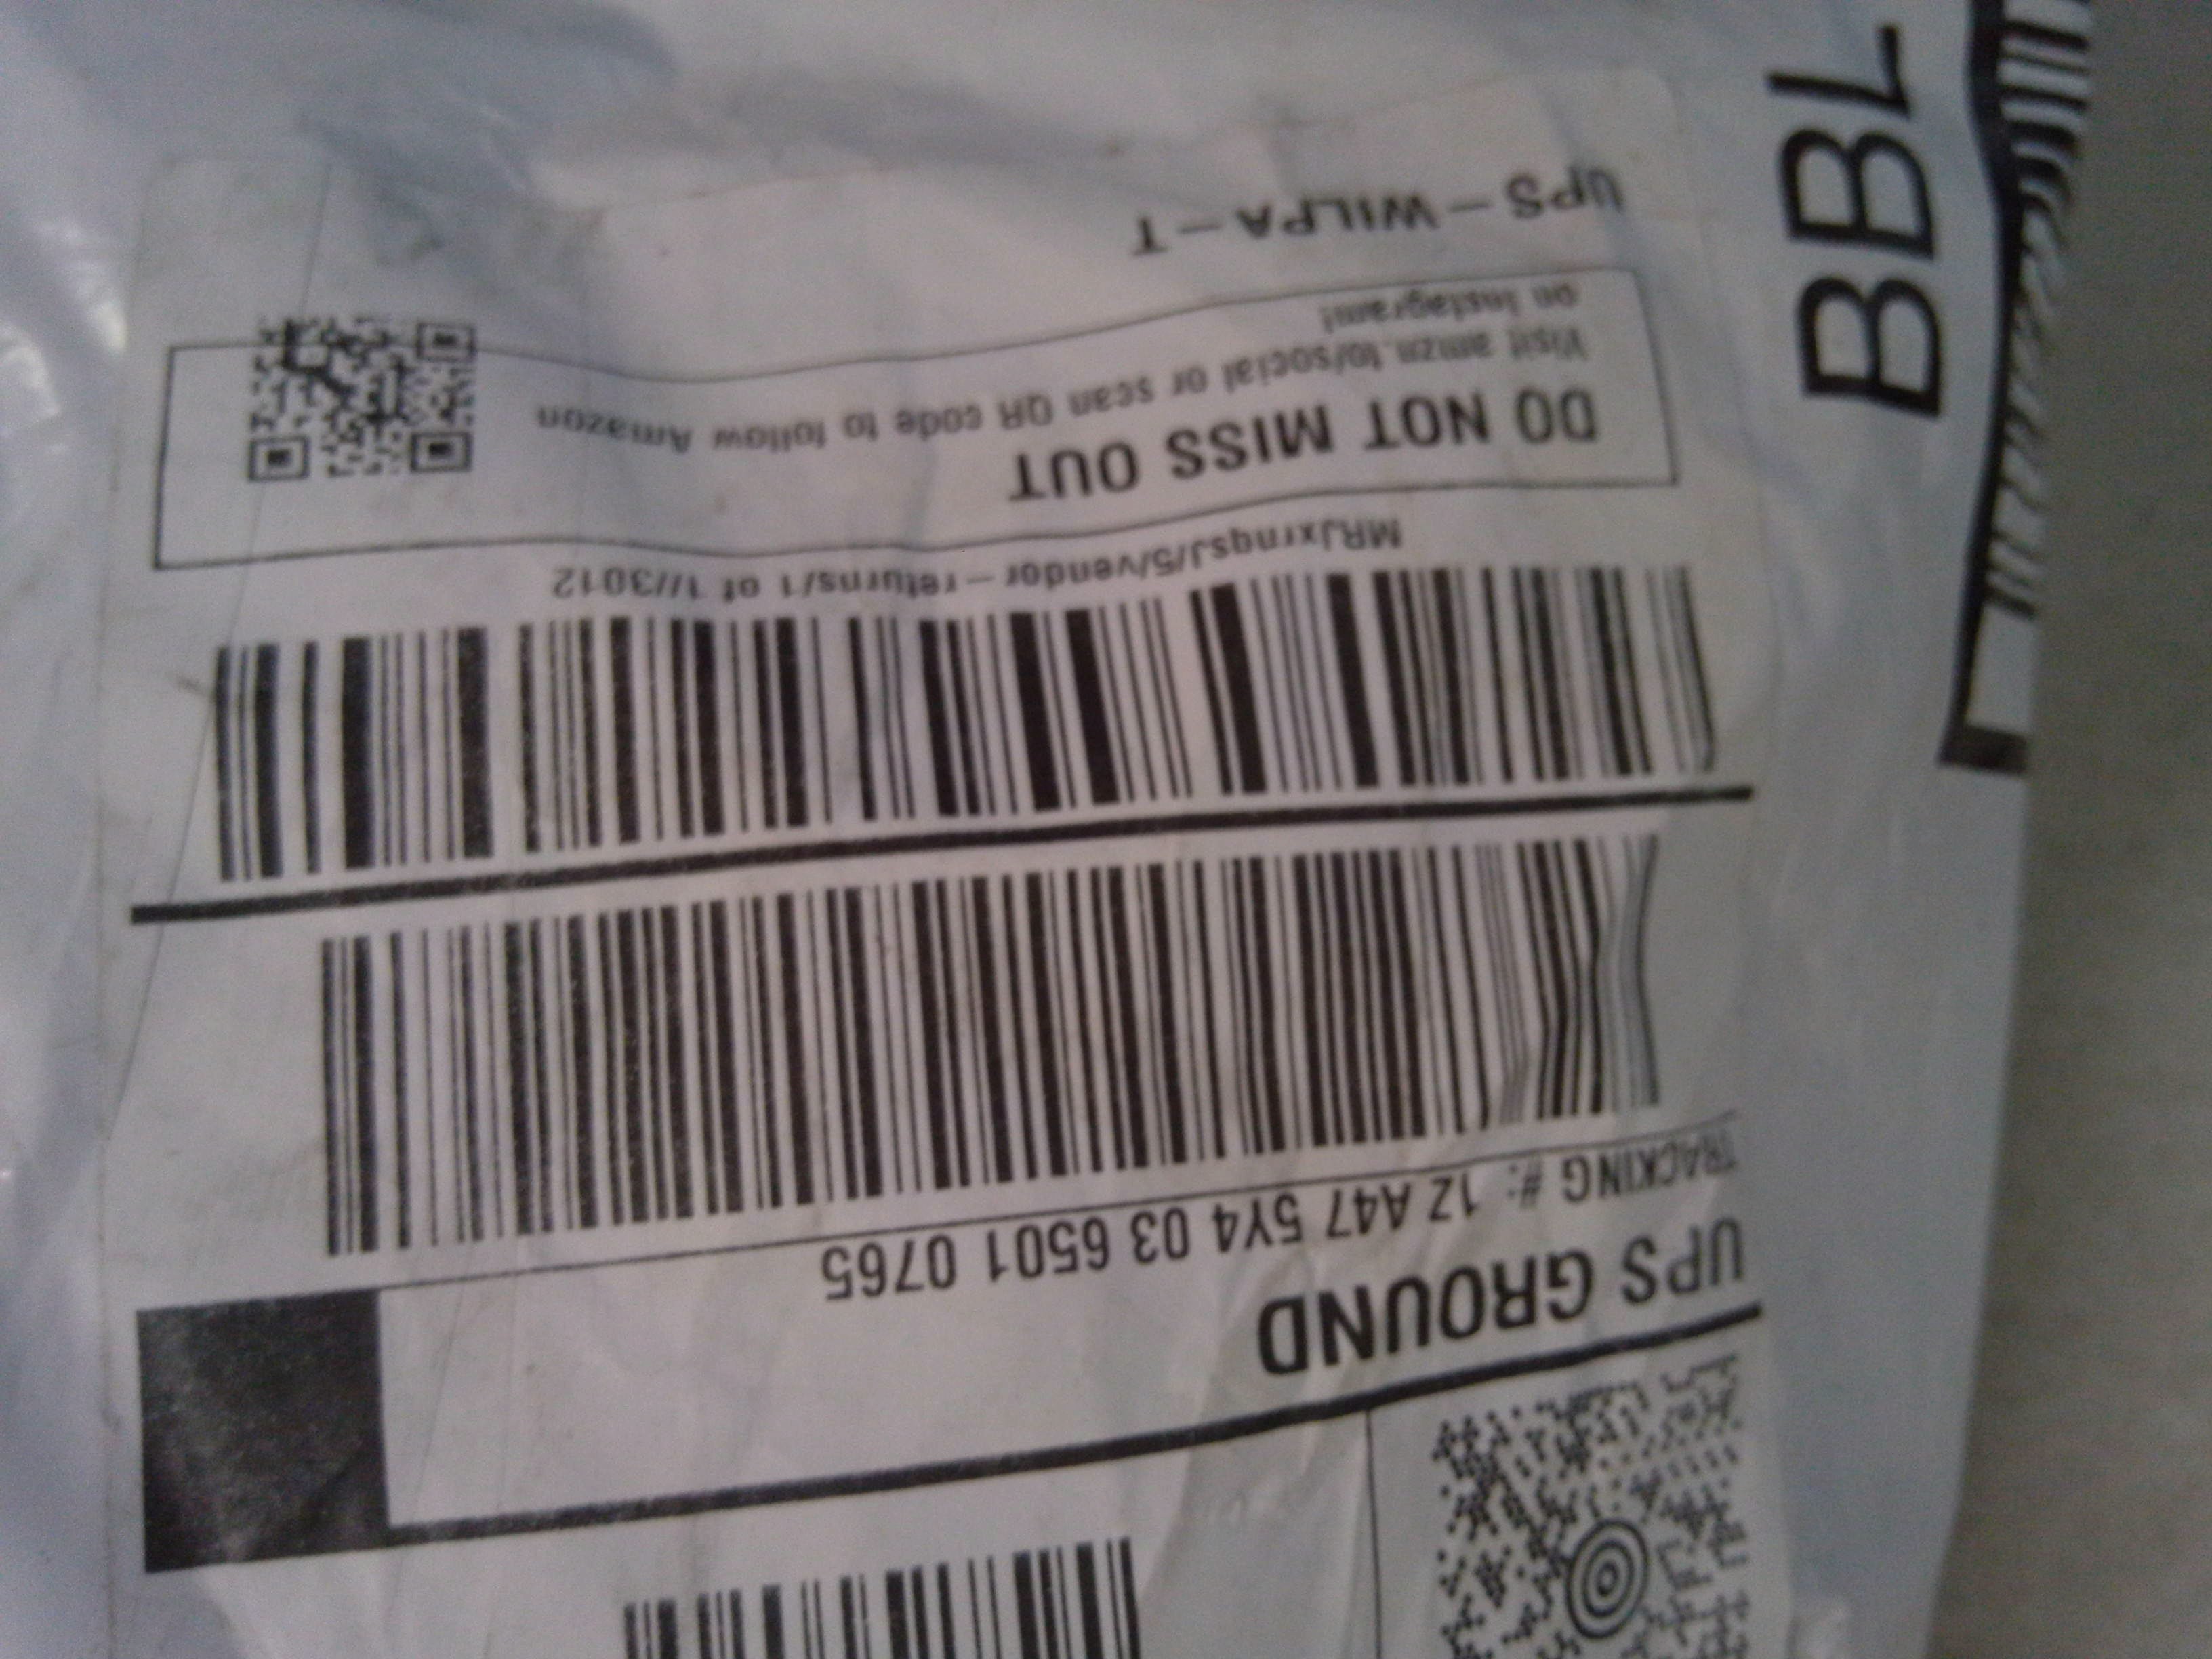 UPS GROUND
TRACKING #: 1Z A47 5Y4 03 6501 0765
MRJxrnqsJ/5/vendor-returns/1 of 1///3012
DO NOT MISS OUT
Visit amzn.to/social or scan QR code to follow Amazon
on Instagram!
UPS-WILPA-T
BBL